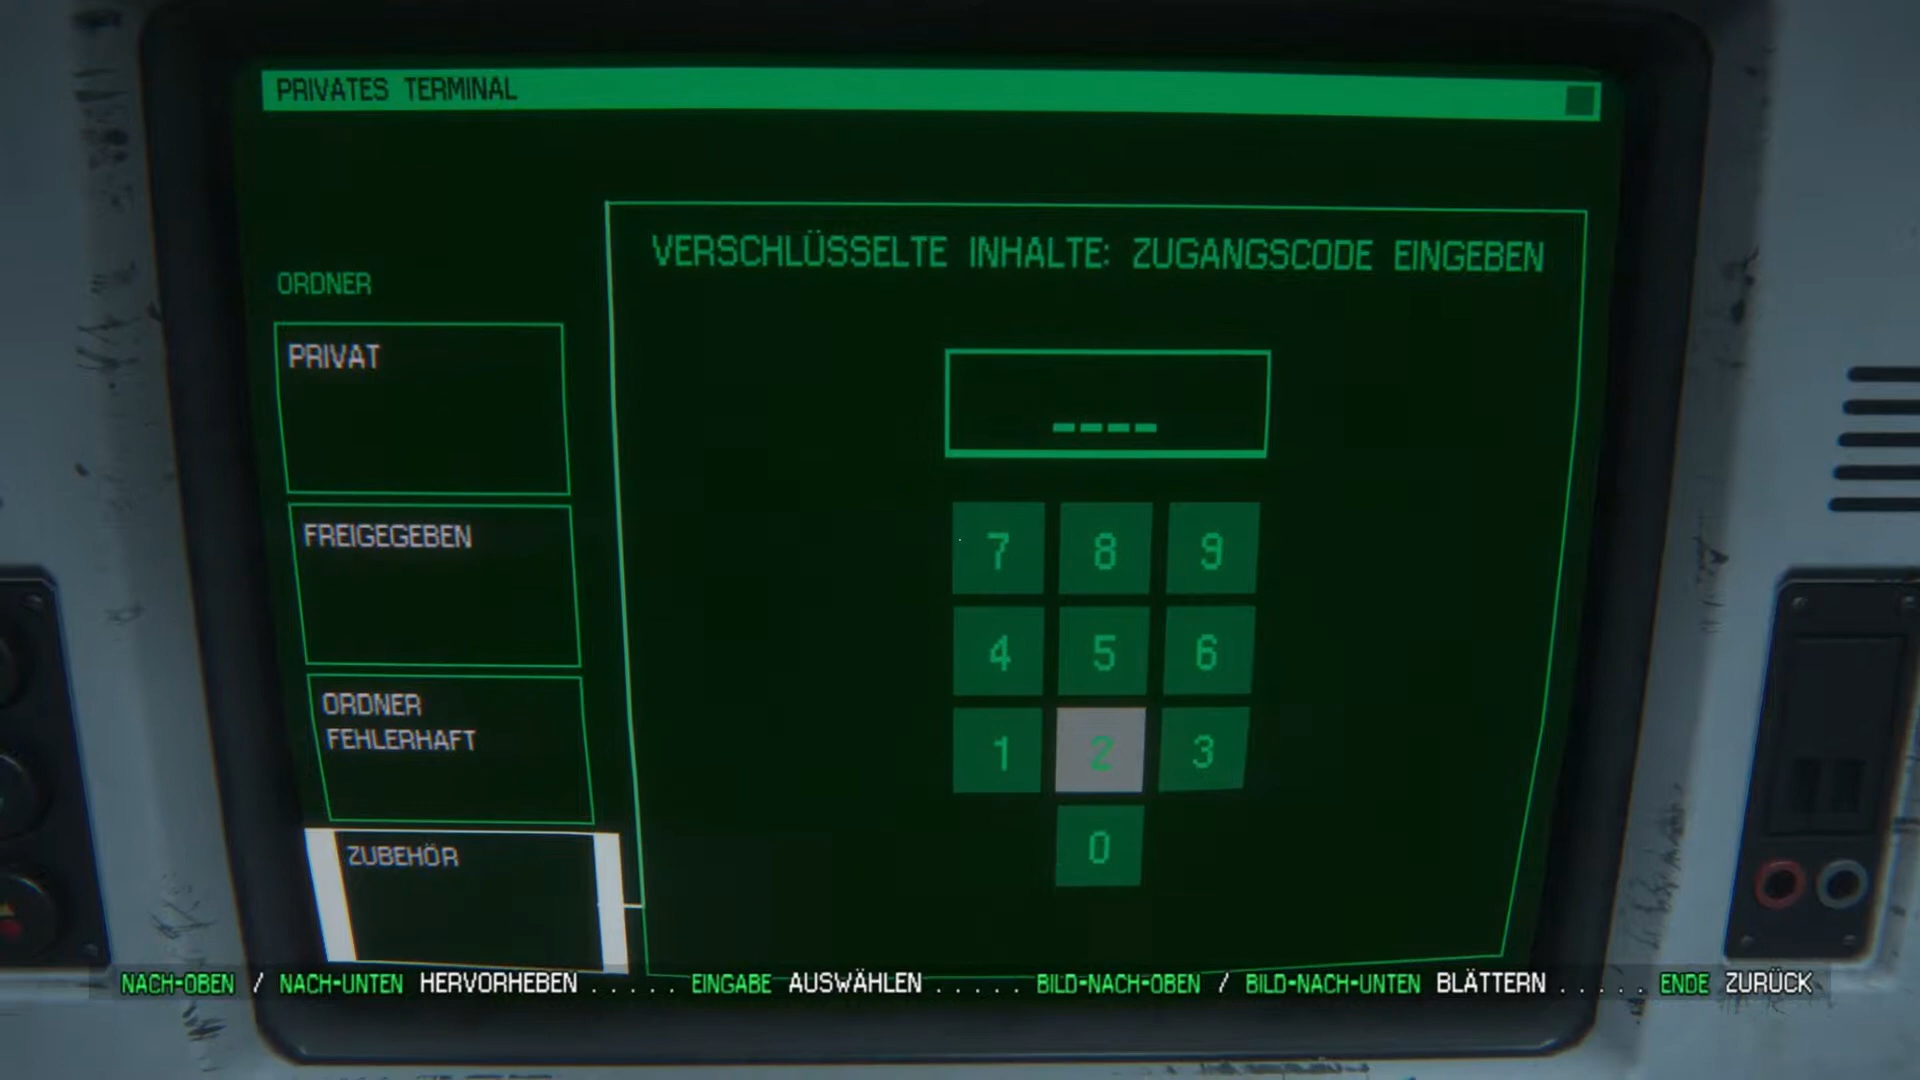 PRIVATES TERMINAL
VERSCHLÜSSELTE INHALTE: ZUGANGSCODE EINGEBEN
ORDNER
PRIVAT
FREIGEGEBEN
ORDNER
FEHLERHAFT
ZUBEHÖR
7 8 9
4 5 6
1 2 3
0
NACH-OBEN / NACH-UNTEN HERVORHEBEN ..... EINGABE AUSWÄHLEN ..... BILD-NACH-OBEN / BILD-NACH-UNTEN BLÄTTERN ..... ENDE ZURÜCK